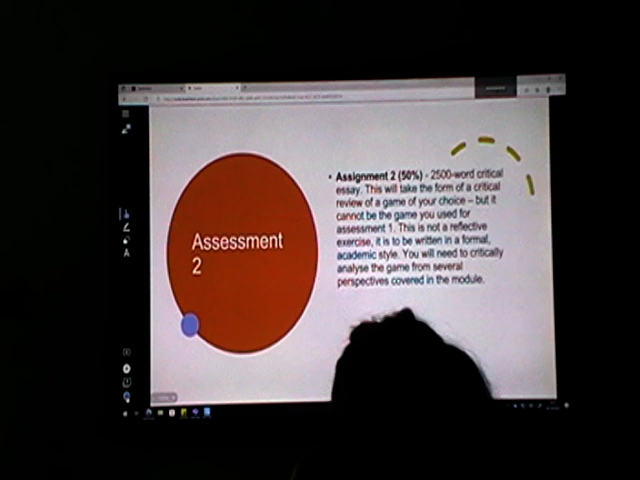 Assessment
2
• Assignment 2 (50%) - 2500-word critical
essay. This will take the form of a critical
review of a game of your choice – but it
cannot be the game you used for
assessment 1. This is not a reflective
exercise, it is to be written in a formal,
academic style. You will need to critically
analyse the game from several
perspectives covered in the module.